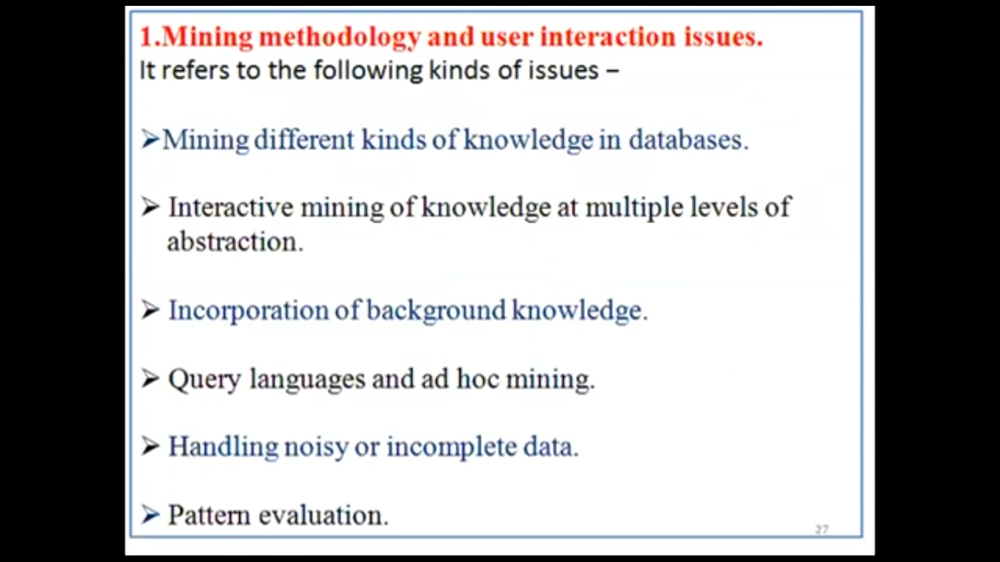 1.Mining methodology and user interaction issues.
It refers to the following kinds of issues –
➢Mining different kinds of knowledge in databases.
➢ Interactive mining of knowledge at multiple levels of
abstraction.
➢ Incorporation of background knowledge.
➢ Query languages and ad hoc mining.
➢ Handling noisy or incomplete data.
➢ Pattern evaluation.
27